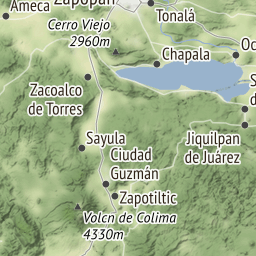 Zapopan
Ameca
Tonalá
Cerro Viejo
2960m
Chapala
Oc
Zacoalco
de Torres
S
d
Jiquilpan
de Juárez
Sayula
Ciudad
Guzmán
Zapotiltic
Volcn de Colima
4330m